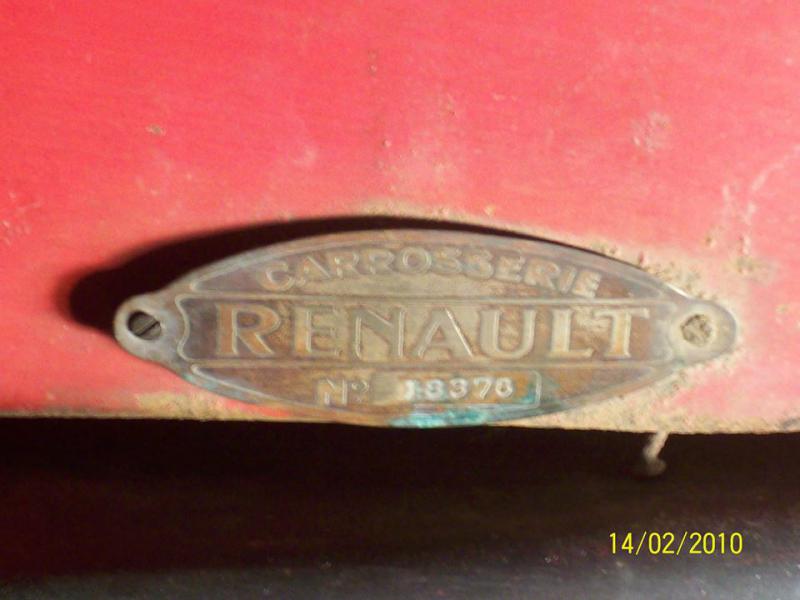 CARROSSERIE
RENAULT
No 18376
14/02/2010